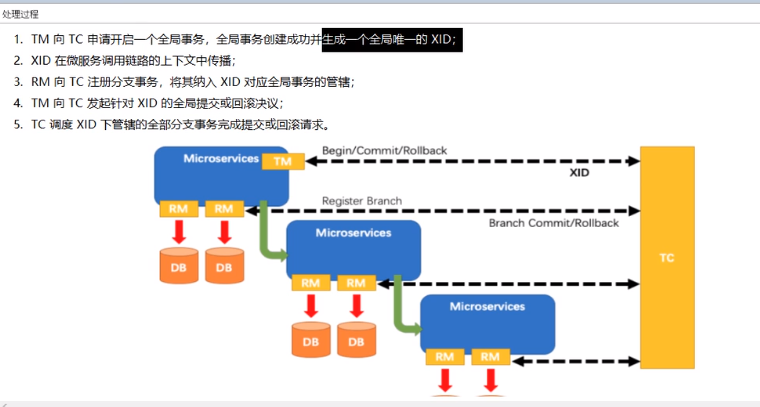 处理过程
1. TM 向 TC 申请开启一个全局事务，全局事务创建成功并生成一个全局唯一的 XID；
2. XID 在微服务调用链路的上下文中传播；
3. RM 向 TC 注册分支事务，将其纳入 XID 对应全局事务的管辖；
4. TM 向 TC 发起针对 XID 的全局提交或回滚决议；
5. TC 调度 XID 下管辖的全部分支事务完成提交或回滚请求。
Begin/Commit/Rollback
Microservices
TM
XID
RM
RM
Register Branch
Branch Commit/Rollback
Microservices
TC
DB
DB
RM
RM
Microservices
DB
DB
RM
RM